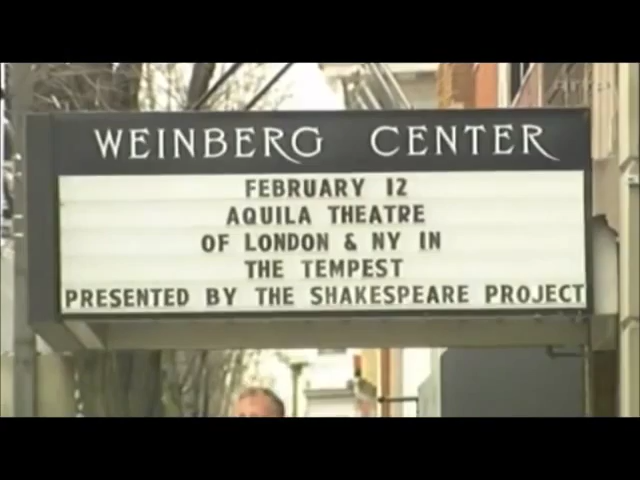 WEINBERG CENTER
FEBRUARY 12
AQUILA THEATRE
OF LONDON & NY IN
THE TEMPEST
PRESENTED BY THE SHAKESPEARE PROJECT